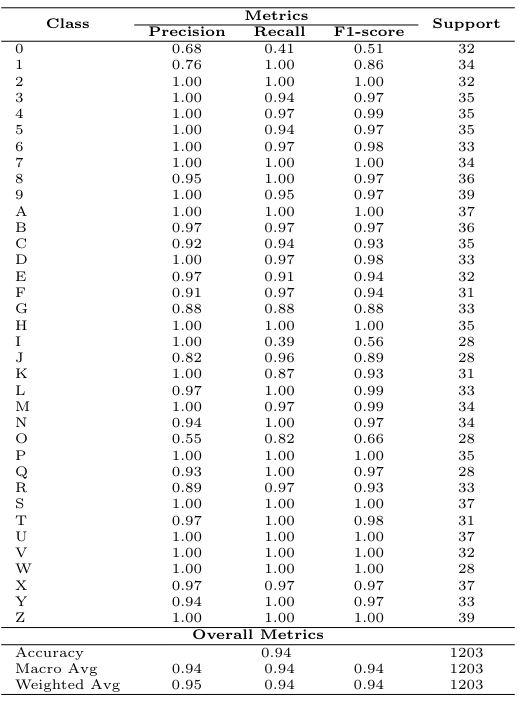 Class Metrics Support
Precision Recall F1-score
0 0.68 0.41 0.51 32
1 0.76 1.00 0.86 34
2 1.00 1.00 1.00 32
3 1.00 0.94 0.97 35
4 1.00 0.97 0.99 35
5 1.00 0.94 0.97 35
6 1.00 0.97 0.98 33
7 1.00 1.00 1.00 34
8 0.95 1.00 0.97 36
9 1.00 0.95 0.97 39
A 1.00 1.00 1.00 37
B 0.97 0.97 0.97 36
C 0.92 0.94 0.93 35
D 1.00 0.97 0.98 33
E 0.97 0.91 0.94 32
F 0.91 0.97 0.94 31
G 0.88 0.88 0.88 33
H 1.00 1.00 1.00 35
I 1.00 0.39 0.56 28
J 0.82 0.96 0.89 28
K 1.00 0.87 0.93 31
L 0.97 1.00 0.99 33
M 1.00 0.97 0.99 34
N 0.94 1.00 0.97 34
O 0.55 0.82 0.66 28
P 1.00 1.00 1.00 35
Q 0.93 1.00 0.97 28
R 0.89 0.97 0.93 33
S 1.00 1.00 1.00 37
T 0.97 1.00 0.98 31
U 1.00 1.00 1.00 37
V 1.00 1.00 1.00 32
W 1.00 1.00 1.00 28
X 0.97 0.97 0.97 37
Y 0.94 1.00 0.97 33
Z 1.00 1.00 1.00 39
Overall Metrics
Accuracy 0.94 1203
Macro Avg 0.94 0.94 0.94 1203
Weighted Avg 0.95 0.94 0.94 1203